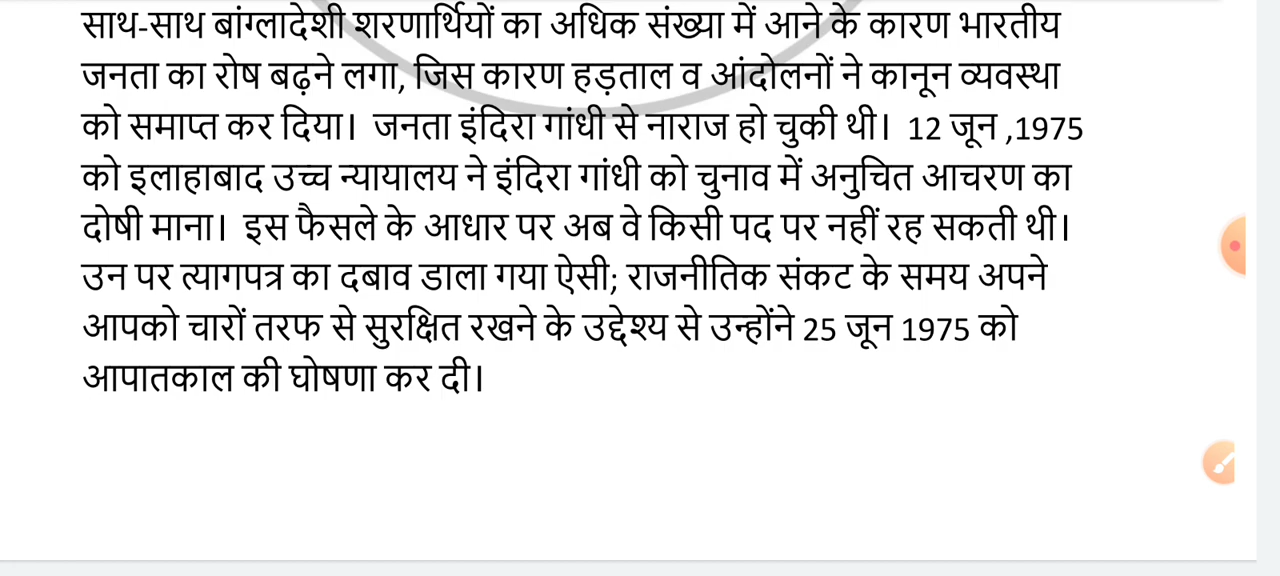 साथ-साथ बांग्लादेशी शरणार्थियों का अधिक संख्या में आने के कारण भारतीय
जनता का रोष बढ़ने लगा, जिस कारण हड़ताल व आंदोलनों ने कानून व्यवस्था
को समाप्त कर दिया। जनता इंदिरा गांधी से नाराज हो चुकी थी। 12 जून ,1975
को इलाहाबाद उच्च न्यायालय ने इंदिरा गांधी को चुनाव में अनुचित आचरण का
दोषी माना। इस फैसले के आधार पर अब वे किसी पद पर नहीं रह सकती थी।
उन पर त्यागपत्र का दबाव डाला गया ऐसी; राजनीतिक संकट के समय अपने
आपको चारों तरफ से सुरक्षित रखने के उद्देश्य से उन्होंने 25 जून 1975 को
आपातकाल की घोषणा कर दी।